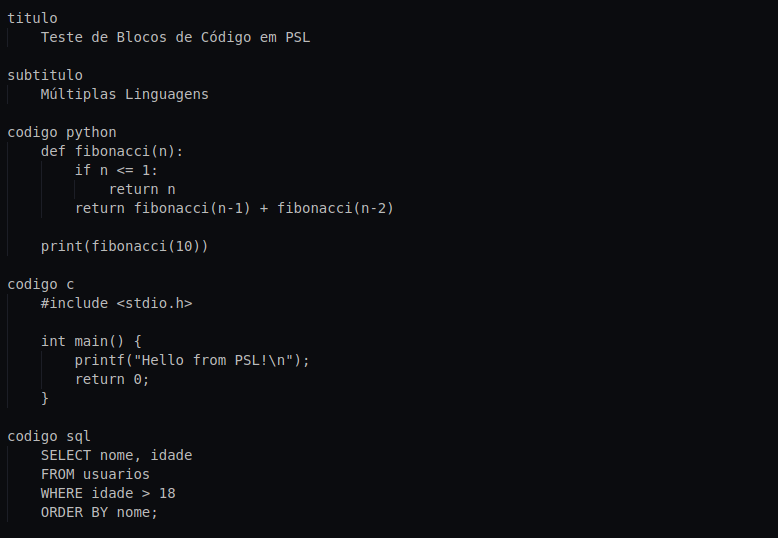 titulo
    Teste de Blocos de Código em PSL

subtitulo
    Múltiplas Linguagens

codigo python
    def fibonacci(n):
        if n <= 1:
            return n
        return fibonacci(n-1) + fibonacci(n-2)

    print(fibonacci(10))

codigo c
    #include <stdio.h>

    int main() {
        printf("Hello from PSL!\n");
        return 0;
    }

codigo sql
    SELECT nome, idade
    FROM usuarios
    WHERE idade > 18
    ORDER BY nome;